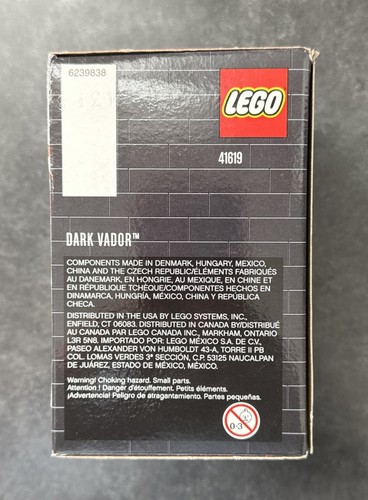 6239838
LEGO
41619
DARK VADOR™
COMPONENTS MADE IN DENMARK, HUNGARY, MEXICO,
CHINA AND THE CZECH REPUBLIC/ÉLÉMENTS FABRIQUÉS
AU DANEMARK, EN HONGRIE, AU MEXIQUE, EN CHINE ET
EN RÉPUBLIQUE TCHÈQUE/COMPONENTES HECHOS EN
DINAMARCA, HUNGRÍA, MÉXICO, CHINA Y REPÚBLICA
CHECA.
DISTRIBUTED IN THE USA BY LEGO SYSTEMS, INC.,
ENFIELD, CT 06083. DISTRIBUTED IN CANADA BY/DISTRIBUÉ
AU CANADA PAR LEGO CANADA INC., MARKHAM, ONTARIO
L3R 5N8. IMPORTADO POR: LEGO MÉXICO S.A. DE C.V.,
PASEO ALEXANDER VON HUMBOLDT 43-A, TORRE II PB
COL. LOMAS VERDES 3ª SECCIÓN, C.P. 53125 NAUCALPAN
DE JUÁREZ, ESTADO DE MÉXICO, MÉXICO.
Warning! Choking hazard. Small parts.
Attention ! Danger d'étouffement. Petits éléments.
¡Advertencia! Peligro de atragantamiento. Partes pequeñas.
0-3